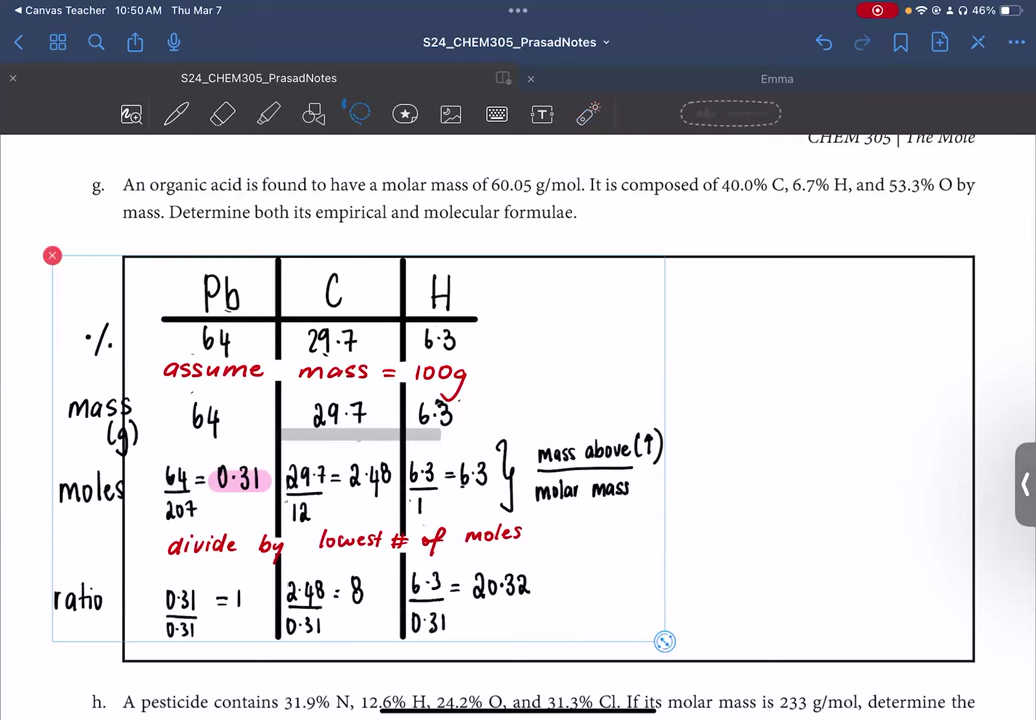 Canvas Teacher 10:50 AM Thu Mar 7 46%
S24_CHEM305_PrasadNotes
S24_CHEM305_PrasadNotes Emma
CHEM 305 | The Mole
g. An organic acid is found to have a molar mass of 60.05 g/mol. It is composed of 40.0% C, 6.7% H, and 53.3% O by
mass. Determine both its empirical and molecular formulae.
Pb C H
% 64 29.7 6.3
assume mass = 100g
mass (g) 64 29.7 6.3
moles 64/207 = 0.31 29.7/12 = 2.48 6.3/1 = 6.3 } mass above (↑)/molar mass
divide by lowest # of moles
ratio 0.31/0.31 = 1 2.48/0.31 = 8 6.3/0.31 = 20.32
h. A pesticide contains 31.9% N, 12.6% H, 24.2% O, and 31.3% Cl. If its molar mass is 233 g/mol, determine the